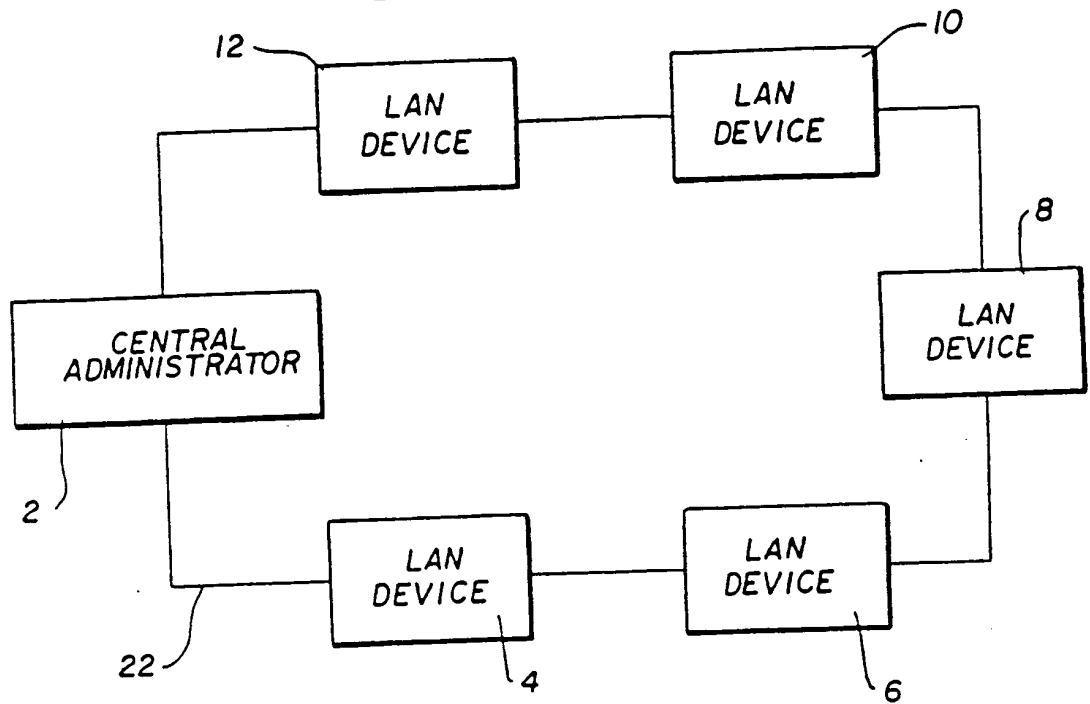 12
LAN
DEVICE
10
LAN
DEVICE
8
LAN
DEVICE
CENTRAL
ADMINISTRATOR
2
LAN
DEVICE
4
LAN
DEVICE
6
22